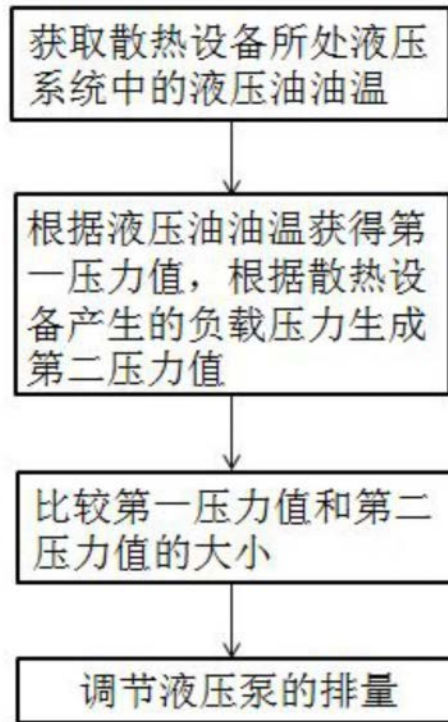 获取散热设备所处液压
系统中的液压油油温
根据液压油油温获得第
一压力值，根据散热设
备产生的负载压力生成
第二压力值
比较第一压力值和第二
压力值的大小
调节液压泵的排量